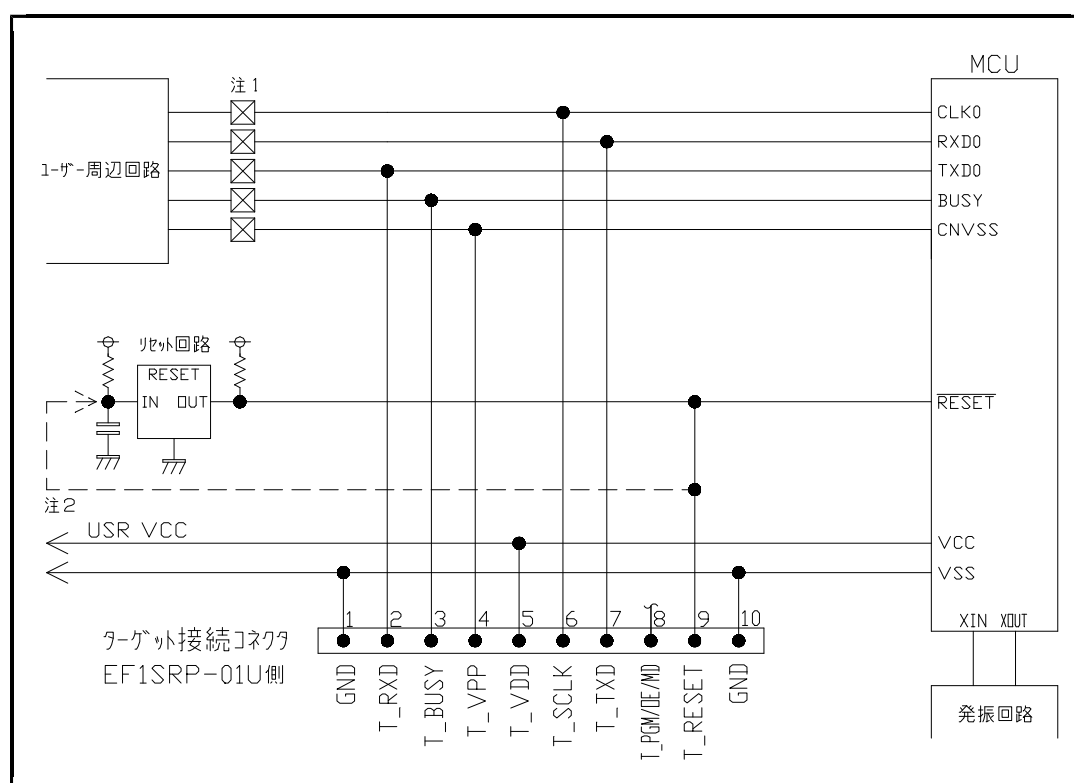 MCU
注1
CLK0
RXD0
ユーザー周辺回路
TXD0
BUSY
CNVSS
リセット回路
RESET
IN OUT
RESET
注2
USR VCC
VCC
VSS
1 2 3 4 5 6 7 8 9 10
XIN XOUT
ターゲット接続コネクタ
EF1SRP-01U側
GND
T_RXD
T_BUSY
T_VPP
T_VDD
T_SCLK
T_TXD
T_PGM/OE/MD
T_RESET
GND
発振回路